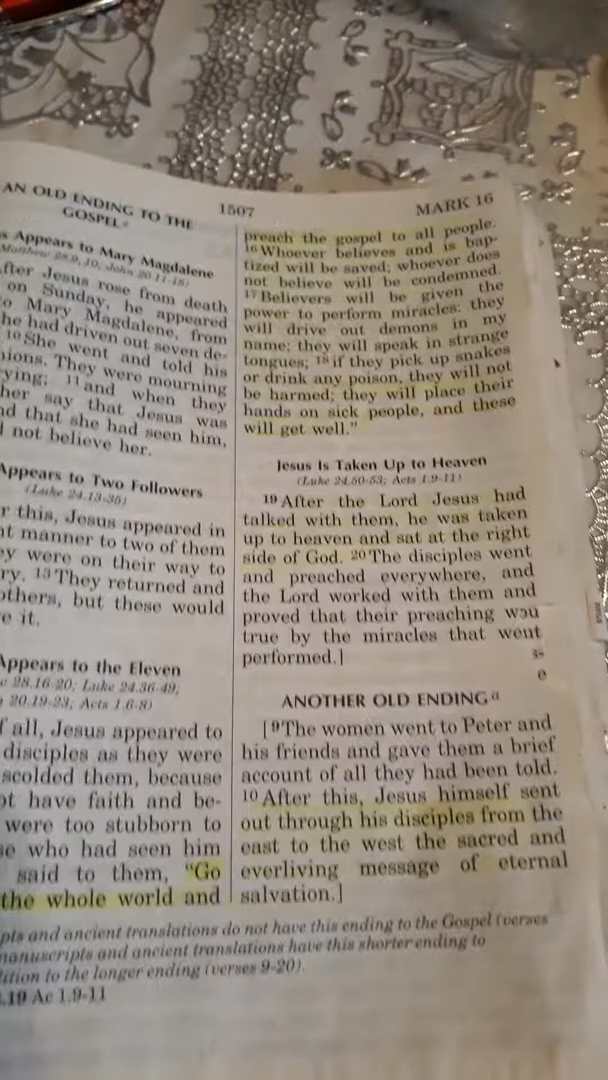 AN OLD ENDING TO THE
GOSPEL a
1507
MARK 16
s Appears to Mary Magdalene
Matthew 28.9, 10; John 20.11-18)
fter Jesus rose from death
on Sunday, he appeared
o Mary Magdalene, from
he had driven out seven de-
10 She went and told his
nions. They were mourning
rying; 11 and when they
her say that Jesus was
nd that she had seen him,
not believe her.
Appears to Two Followers
(Luke 24.13-35)
r this, Jesus appeared in
nt manner to two of them
ey were on their way to
ry. 13 They returned and
others, but these would
e it.
Appears to the Eleven
28.16-20; Luke 24.36-49;
20.19-23; Acts 1.6-8)
f all, Jesus appeared to
disciples as they were
scolded them, because
ot have faith and be-
were too stubborn to
se who had seen him
said to them, "Go
the whole world and
preach the gospel to all people.
16 Whoever believes and is bap-
tized will be saved; whoever does
not believe will be condemned.
17 Believers will be given the
power to perform miracles: they
will drive out demons in my
name; they will speak in strange
tongues; 18 if they pick up snakes
or drink any poison, they will not
be harmed; they will place their
hands on sick people, and these
will get well."
Jesus Is Taken Up to Heaven
(Luke 24.50-53; Acts 1.9-11)
19 After the Lord Jesus had
talked with them, he was taken
up to heaven and sat at the right
side of God. 20 The disciples went
and preached everywhere, and
the Lord worked with them and
proved that their preaching
true by the miracles that went
performed.]
ANOTHER OLD ENDING a
[9 The women went to Peter and
his friends and gave them a brief
account of all they had been told.
10 After this, Jesus himself sent
out through his disciples from the
east to the west the sacred and
everliving message of eternal
salvation.]
pts and ancient translations do not have this ending to the Gospel (verses
manuscripts and ancient translations have this shorter ending to
dition to the longer ending (verses 9-20).
.19 Ac 1.9-11